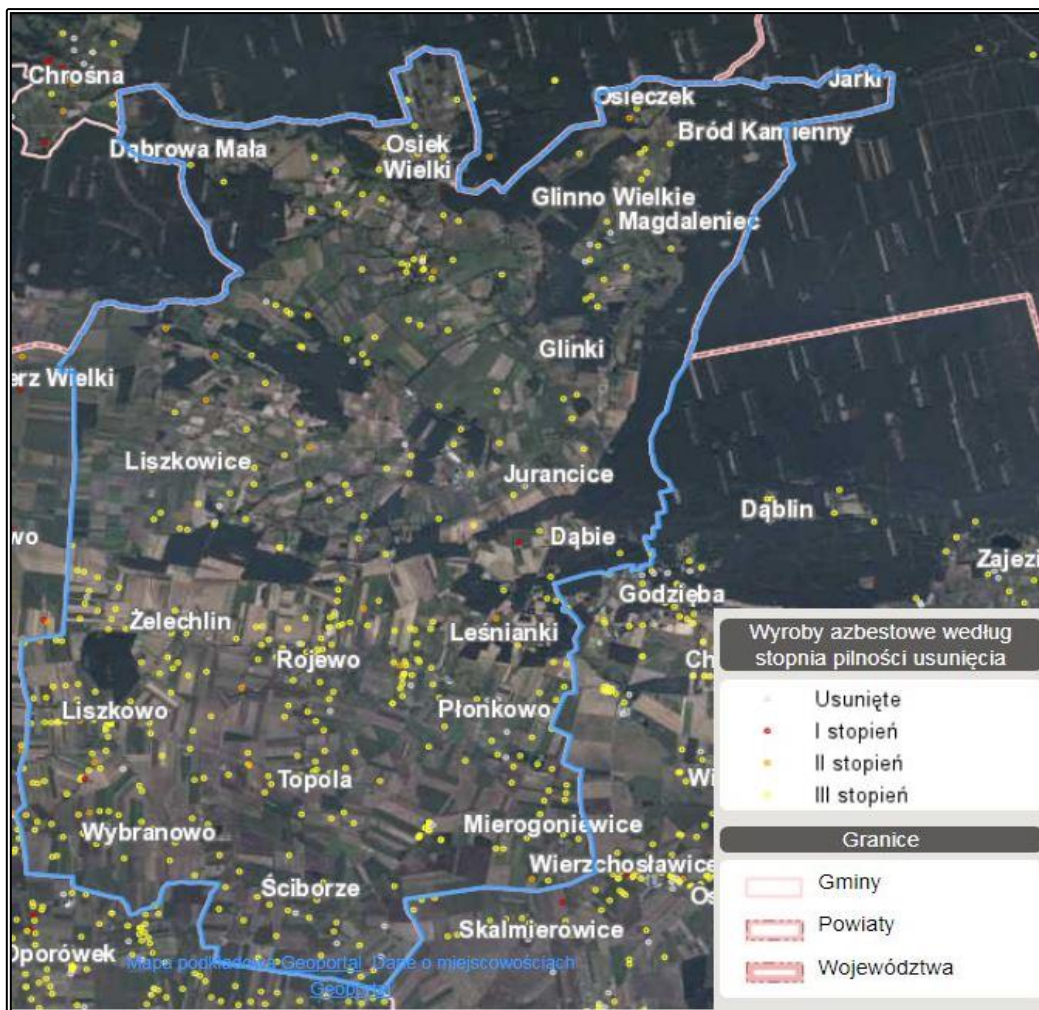 Chrośna
Jarki
Osieczek
Bród Kamienny
Dąbrowa Mała
Osiek
Wielki
Glinno Wielkie
Magdaleniec
Glinki
erz Wielki
Liszkowice
Jurancice
Dąblin
wo
Dąbie
Zajezi
Godzięba
Żelechlin
Leśnianki
Rojewo
Ch
Liszkowo
Płonkowo
Topola
Wi
Wybranowo
Mierogoniewice
Wierzchosławice
Ściborze
Os
Skalmierówice
Oporówek
Mapa podkładowa Geoportal, Dane o miejscowościach
Geoportal
Wyroby azbestowe według
stopnia pilności usunięcia
Usunięte
I stopień
II stopień
III stopień
Granice
Gminy
Powiaty
Województwa